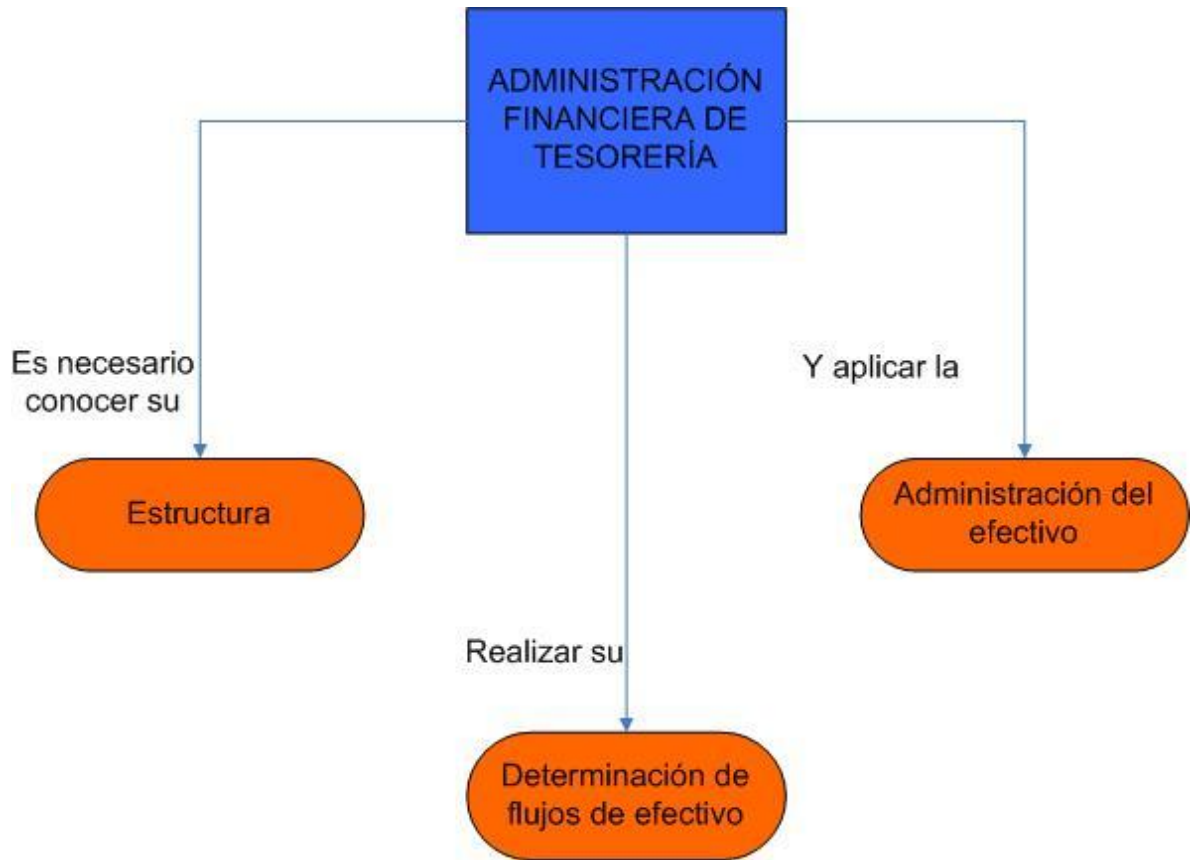 ADMINISTRACIÓN
FINANCIERA DE
TESORERÍA
Es necesario
conocer su
Estructura
Realizar su
Determinación de
flujos de efectivo
Y aplicar la
Administración del
efectivo